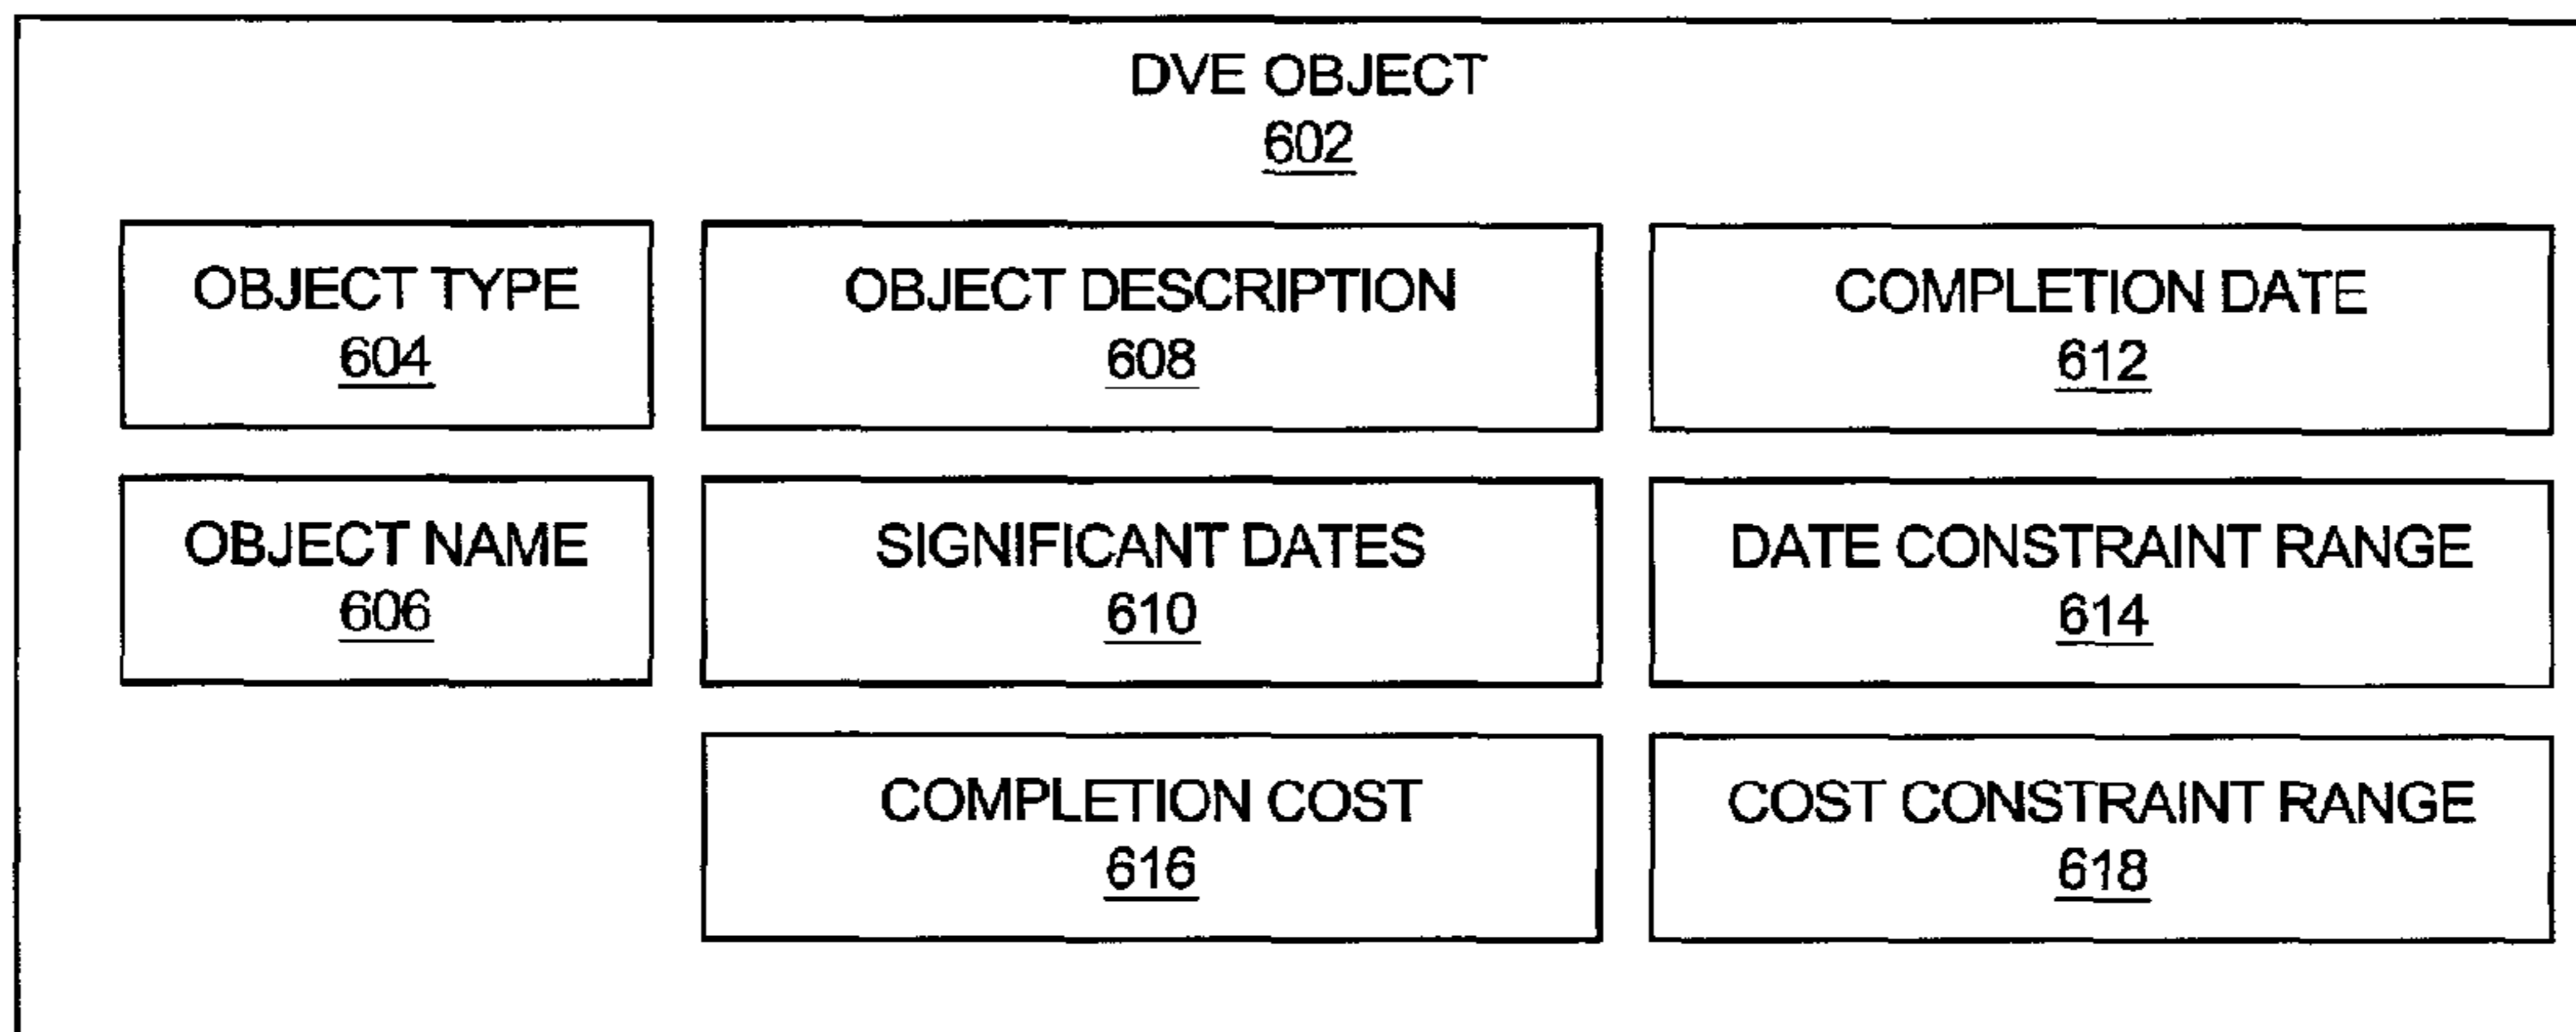 DVE OBJECT
602
OBJECT TYPE
604
OBJECT DESCRIPTION
608
COMPLETION DATE
612
OBJECT NAME
606
SIGNIFICANT DATES
610
DATE CONSTRAINT RANGE
614
COMPLETION COST
616
COST CONSTRAINT RANGE
618